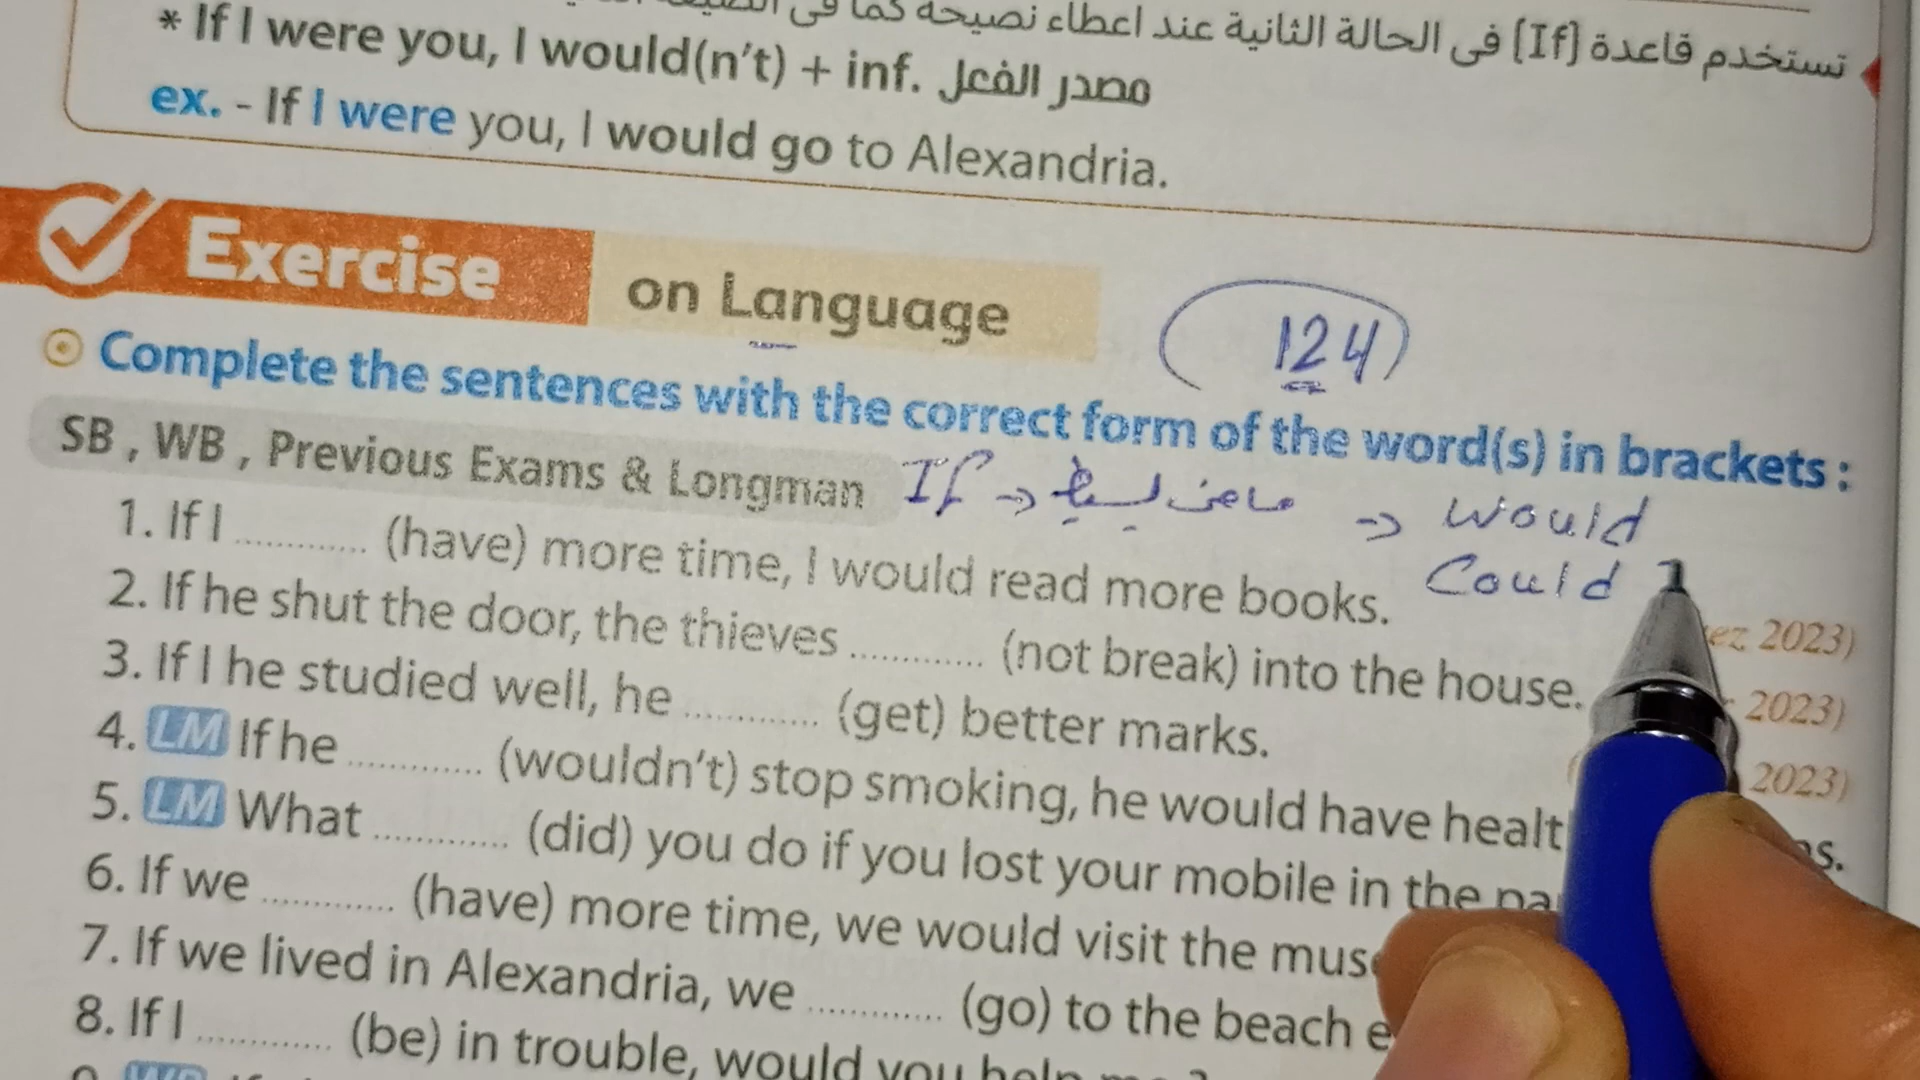 تستخدم قاعدة (If) فى الحالة الثانية عند اعطاء نصيحة كما فى
* If I were you, I would(n't) + inf. مصدر الفعل
ex. - If I were you, I would go to Alexandria.
Exercise on Language 124
Complete the sentences with the correct form of the word(s) in brackets :
SB , WB , Previous Exams & Longman If → ماضى بسيط → would
could
1. If I ............. (have) more time, I would read more books. 2023)
2. If he shut the door, the thieves ............. (not break) into the house. 2023)
3. If I he studied well, he ............. (get) better marks. 2023)
4. LM If he ............. (wouldn't) stop smoking, he would have
5. LM What ............. (did) you do if you lost your mobile in the
6. If we ............. (have) more time, we would visit the
7. If we lived in Alexandria, we ............. (go) to the beach
8. If I ............. (be) in trouble, would you help